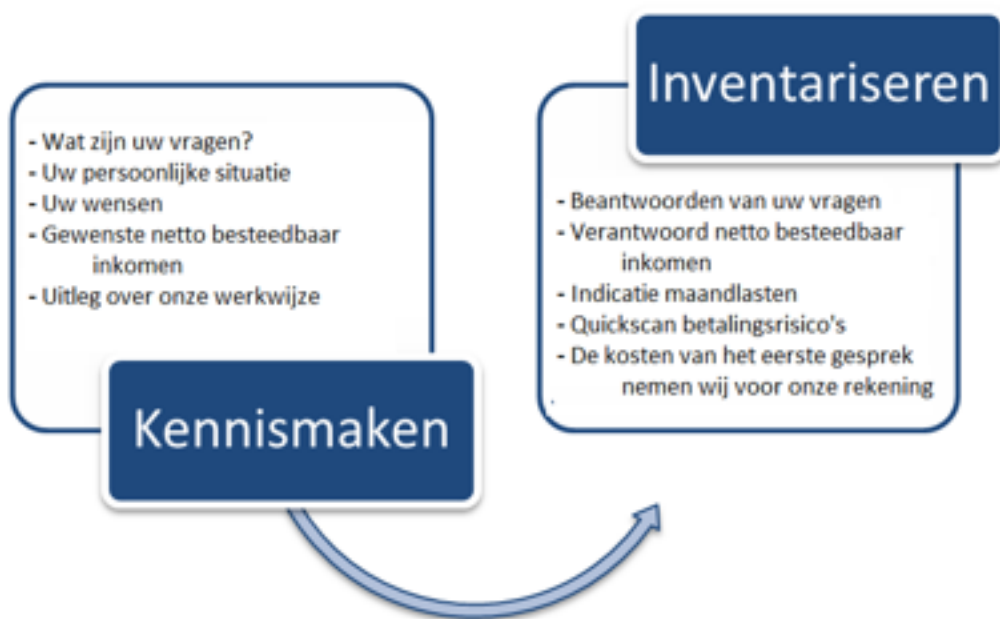 - Wat zijn uw vragen?
- Uw persoonlijke situatie
- Uw wensen
- Gewenste netto besteedbaar
inkomen
- Uitleg over onze werkwijze
Kennismaken
Inventariseren
- Beantwoorden van uw vragen
- Verantwoord netto besteedbaar
inkomen
- Indicatie maandlasten
- Quickscan betalingsrisico's
- De kosten van het eerste gesprek
nemen wij voor onze rekening